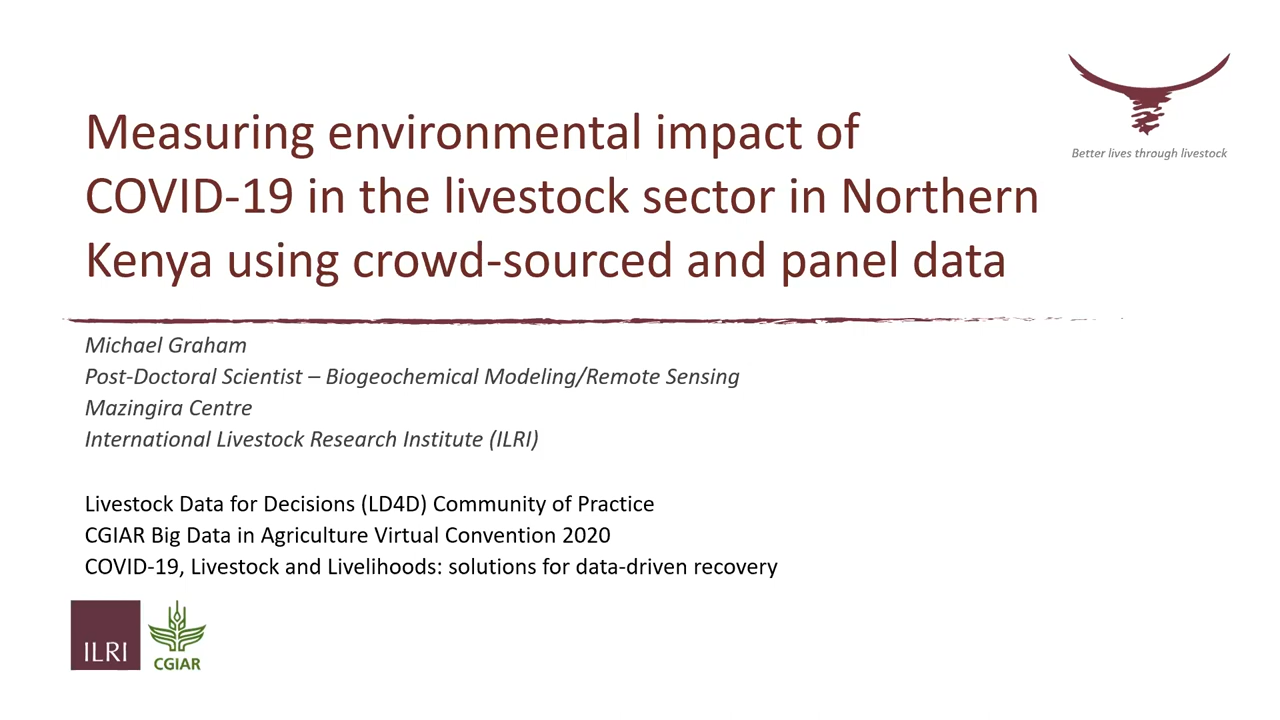 Measuring environmental impact of
COVID-19 in the livestock sector in Northern
Kenya using crowd-sourced and panel data
Better lives through livestock
Michael Graham
Post-Doctoral Scientist – Biogeochemical Modeling/Remote Sensing
Mazingira Centre
International Livestock Research Institute (ILRI)
Livestock Data for Decisions (LD4D) Community of Practice
CGIAR Big Data in Agriculture Virtual Convention 2020
COVID-19, Livestock and Livelihoods: solutions for data-driven recovery
ILRI
CGIAR